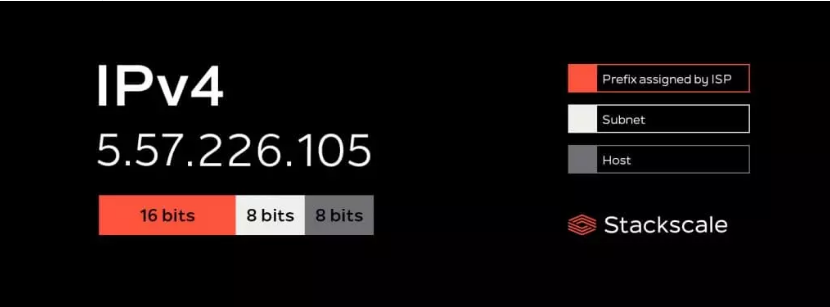 IPv4
5.57.226.105
16 bits 8 bits 8 bits
Prefix assigned by ISP
Subnet
Host
Stackscale